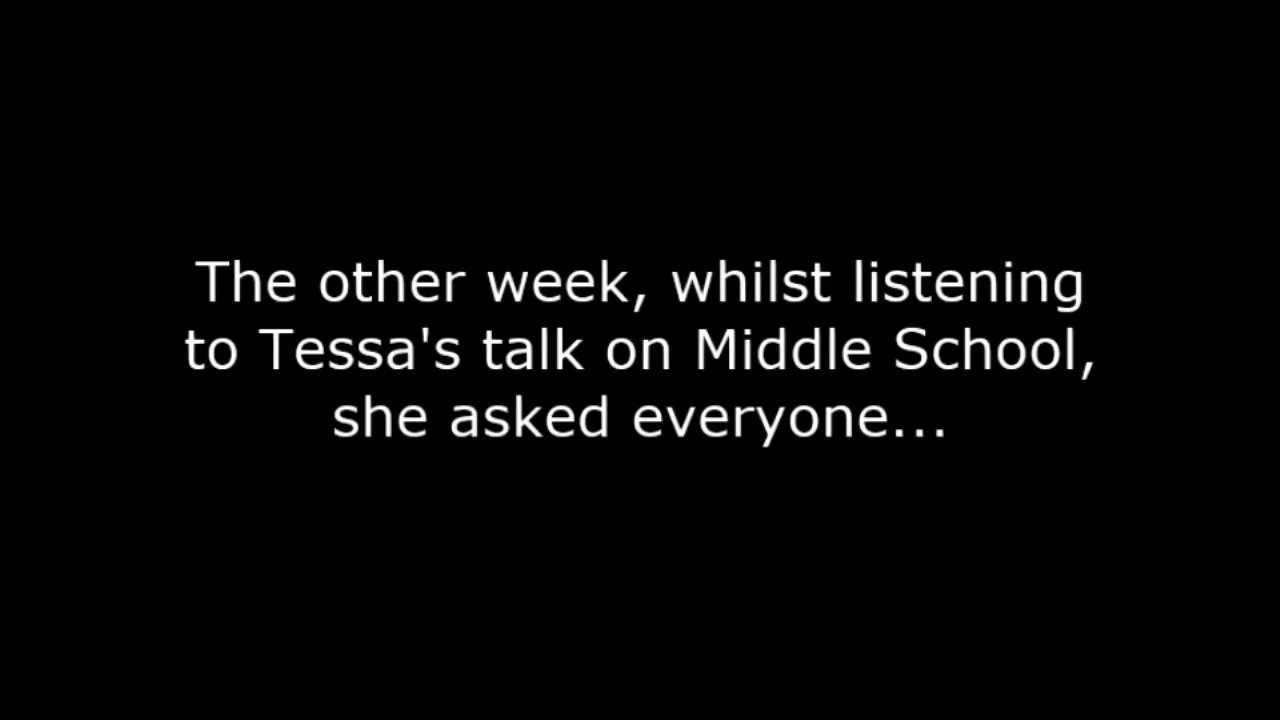 The other week, whilst listening
to Tessa's talk on Middle School,
she asked everyone...